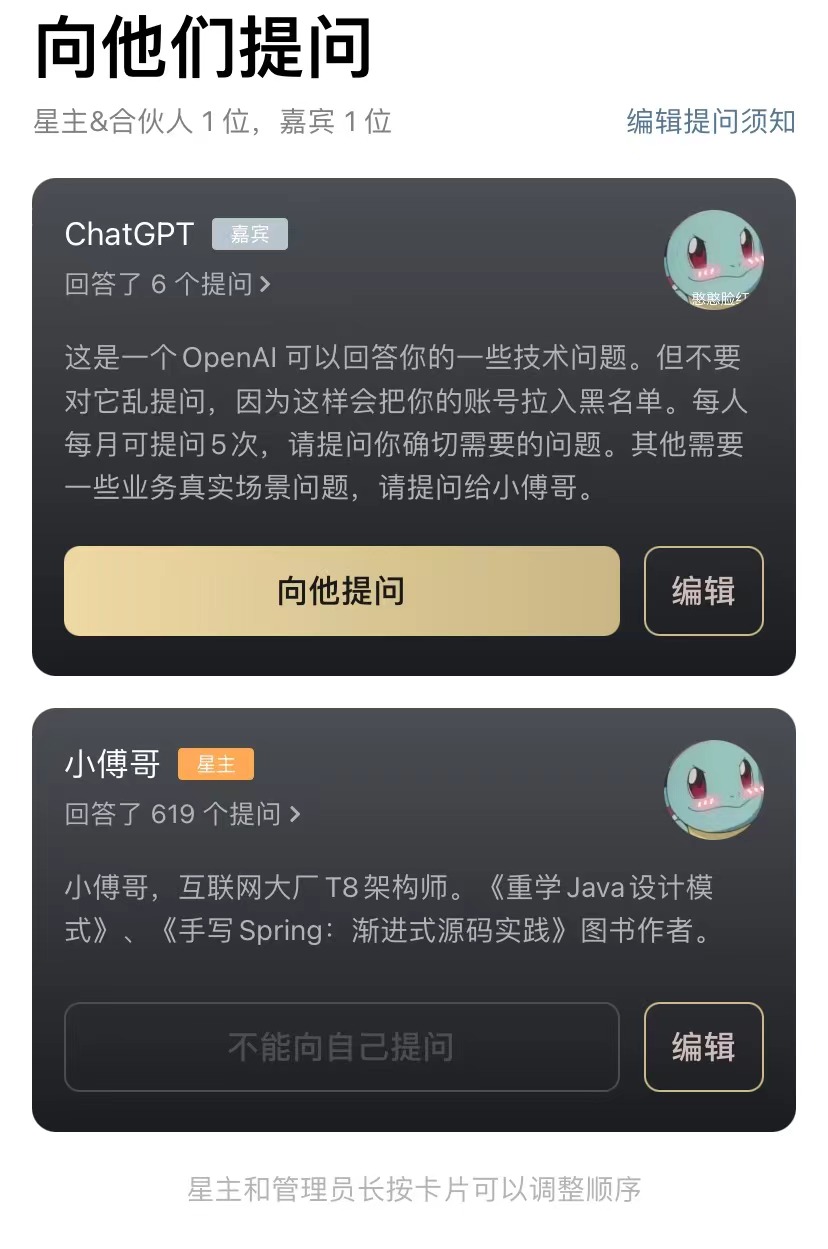 向他们提问
星主&合伙人 1 位，嘉宾 1 位
编辑提问须知
ChatGPT 嘉宾
回答了 6 个提问 >
憨憨脸红
这是一个 OpenAI 可以回答你的一些技术问题。但不要
对它乱提问，因为这样会把你的账号拉入黑名单。每人
每月可提问 5 次，请提问你确切需要的问题。其他需要
一些业务真实场景问题，请提问给小傅哥。
向他提问
编辑
小傅哥 星主
回答了 619 个提问 >
小傅哥，互联网大厂 T8 架构师。《重学 Java 设计模
式》、《手写 Spring：渐进式源码实践》图书作者。
不能向自己提问
编辑
星主和管理员长按卡片可以调整顺序